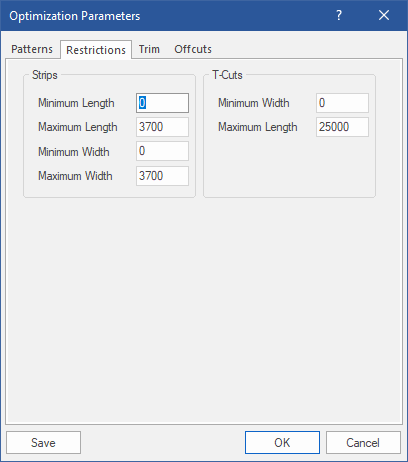 Optimization Parameters ?
Patterns Restrictions Trim Offcuts
Strips
Minimum Length 0
Maximum Length 3700
Minimum Width 0
Maximum Width 3700
T-Cuts
Minimum Width 0
Maximum Length 25000
Save OK Cancel